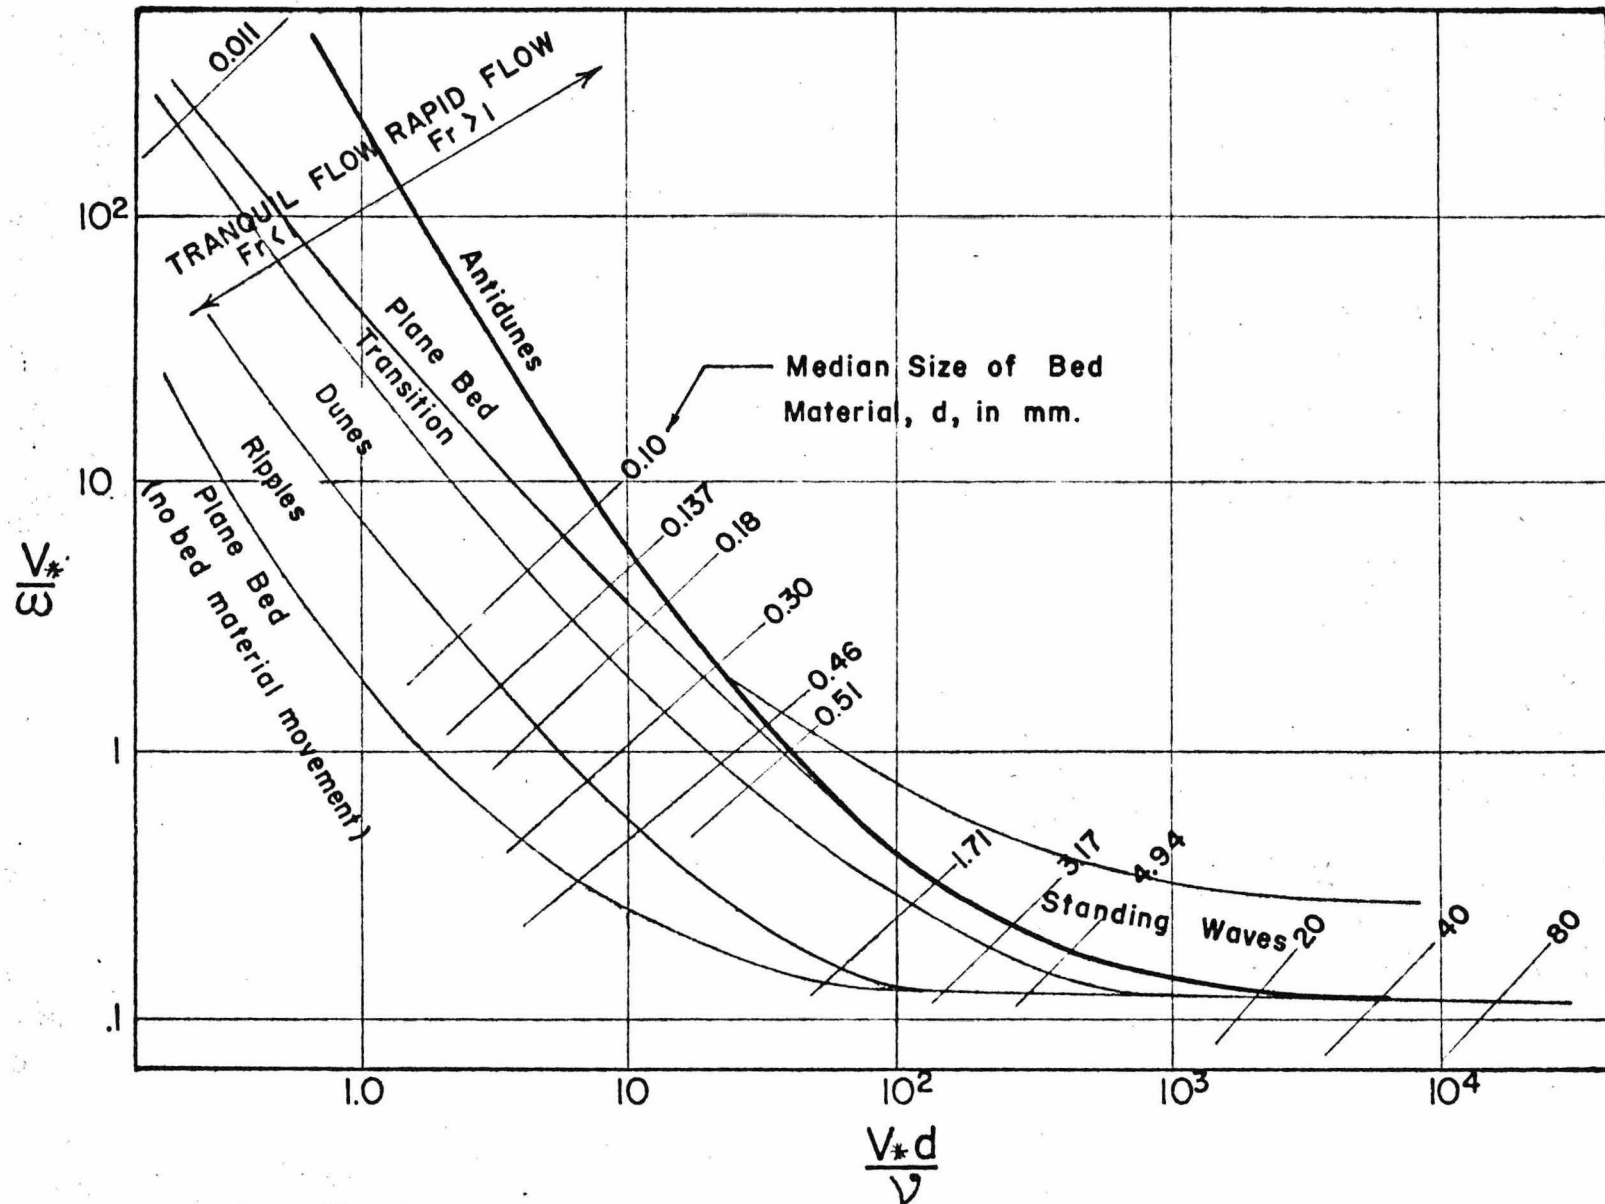 0.011
TRANQUIL FLOW RAPID FLOW
Fr < 1
Fr > 1
10²
Antidunes
Plane Bed
Transition
Dunes
Ripples
Plane Bed
(no bed material movement)
Median Size of Bed
Material, d, in mm.
0.10
0.137
0.18
0.30
0.46
0.51
1.71
3.17
4.94
Standing Waves
20
40
80
10
1
.1
V*
ω
1.0
10
10²
10³
10⁴
V* d
ν